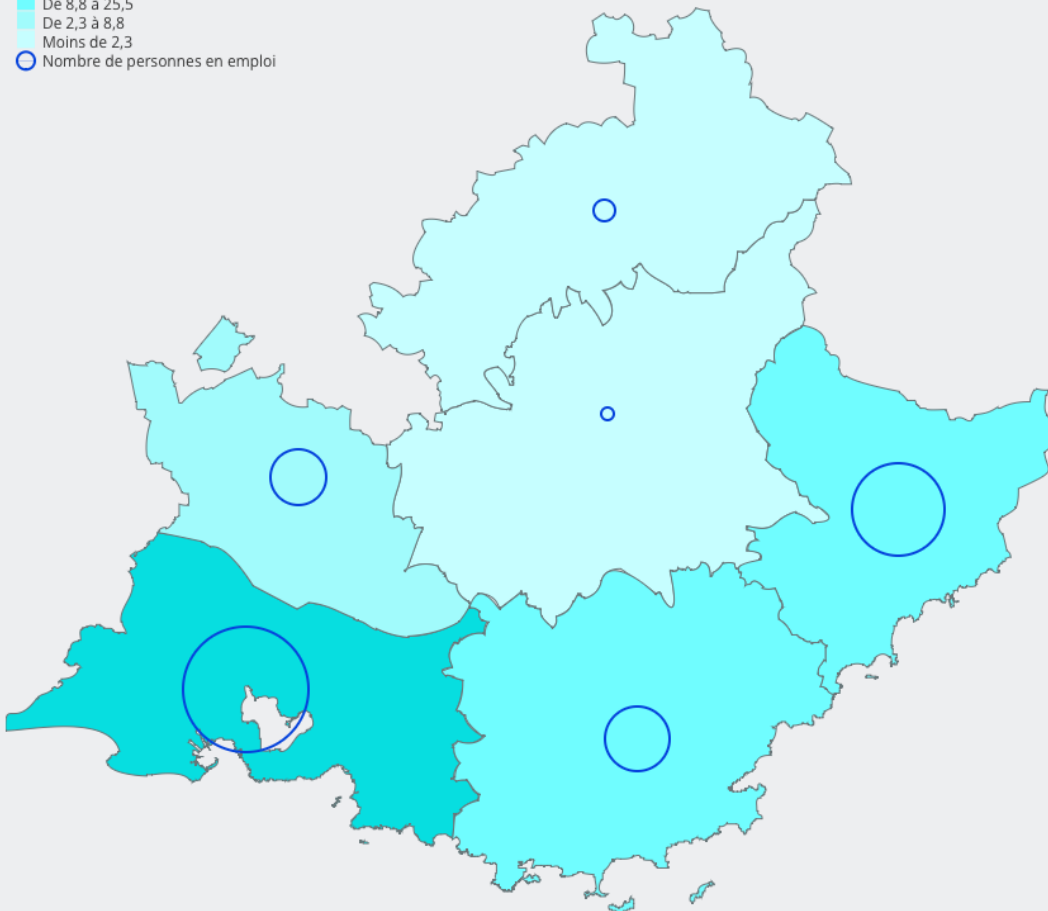 De 8,8 à 25,5
De 2,3 à 8,8
Moins de 2,3
Nombre de personnes en emploi